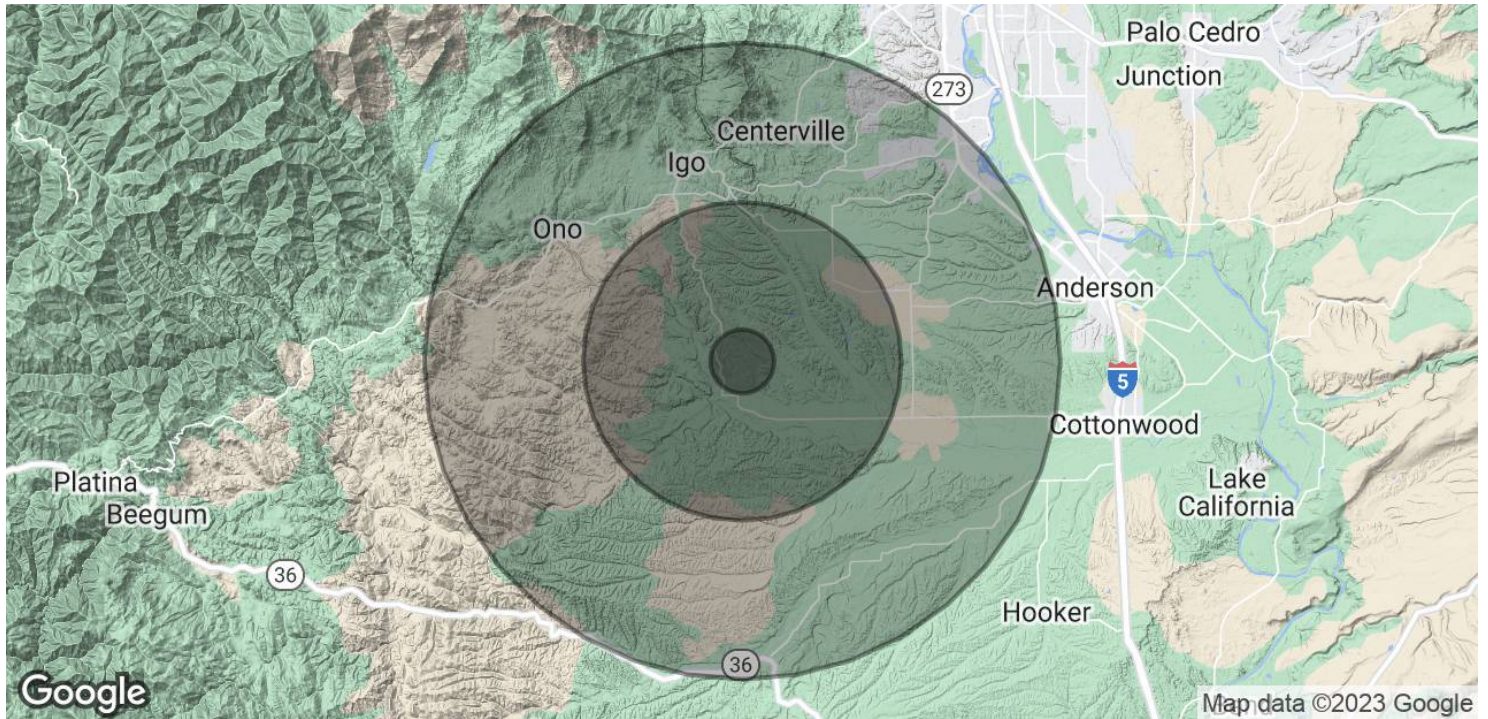 Palo Cedro
Junction
273
Centerville
Igo
Ono
Anderson
5
Cottonwood
Platina
Beegum
Lake
California
36
Hooker
36
Google
Map data ©2023 Google